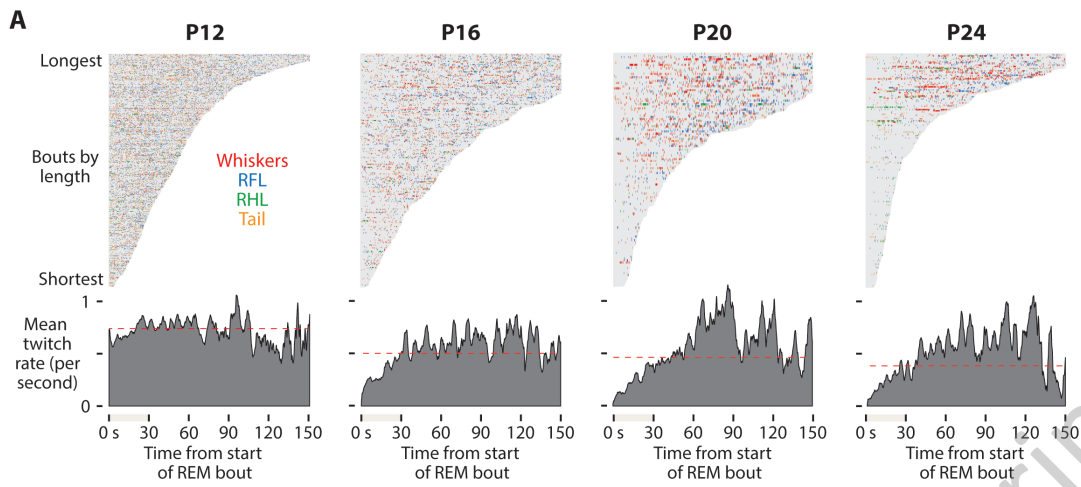 A
P12 P16 P20 P24
Longest
Bouts by
length
Whiskers
RFL
RHL
Tail
Shortest
1
Mean
twitch
rate (per
second)
0
0 s 30 60 90 120 150 0 s 30 60 90 120 150 0 s 30 60 90 120 150 0 s 30 60 90 120 150
Time from start Time from start Time from start Time from start
of REM bout of REM bout of REM bout of REM bout